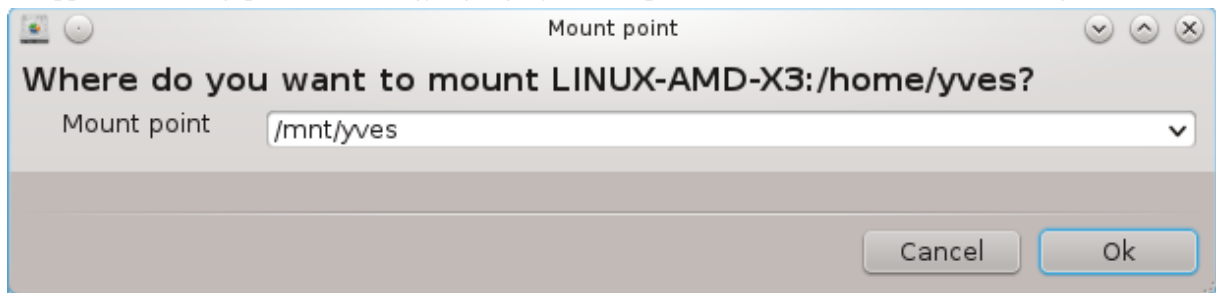 Mount point
Where do you want to mount LINUX-AMD-X3:/home/yves?
Mount point /mnt/yves
Cancel Ok